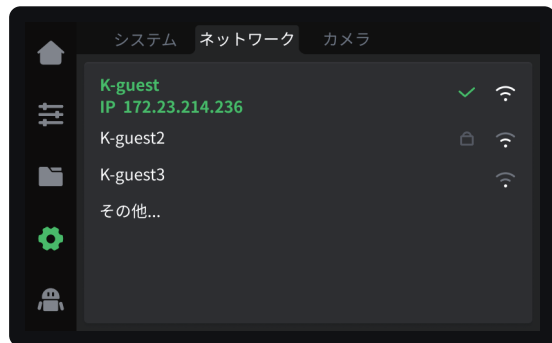 システム ネットワーク カメラ
K-guest
IP 172.23.214.236
K-guest2
K-guest3
その他...